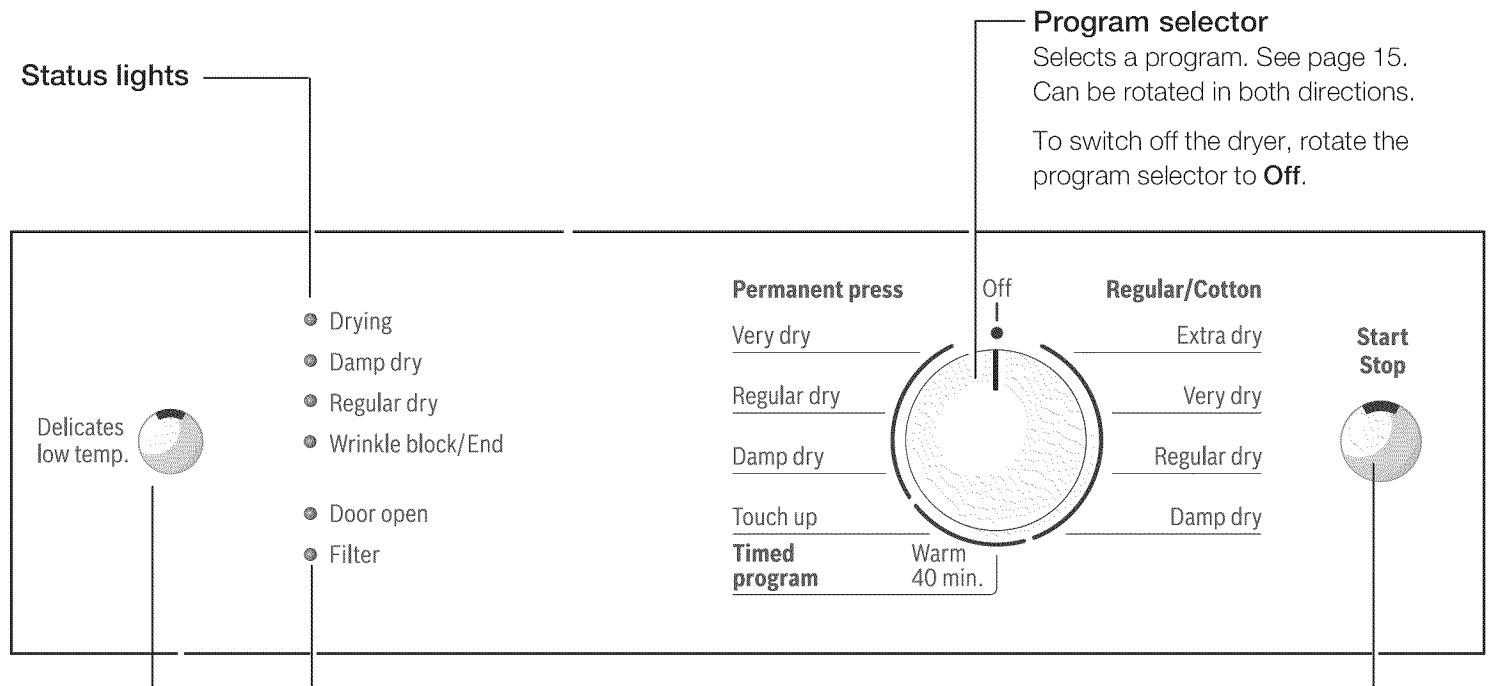 Program selector
Selects a program. See page 15.
Can be rotated in both directions.
To switch off the dryer, rotate the
program selector to Off.
Status lights
Drying
Damp dry
Regular dry
Wrinkle block/End
Door open
Filter
Delicates
low temp.
Permanent press
Very dry
Regular dry
Damp dry
Touch up
Timed
program
Warm
40 min.
Off
Regular/Cotton
Extra dry
Very dry
Regular dry
Damp dry
Start
Stop